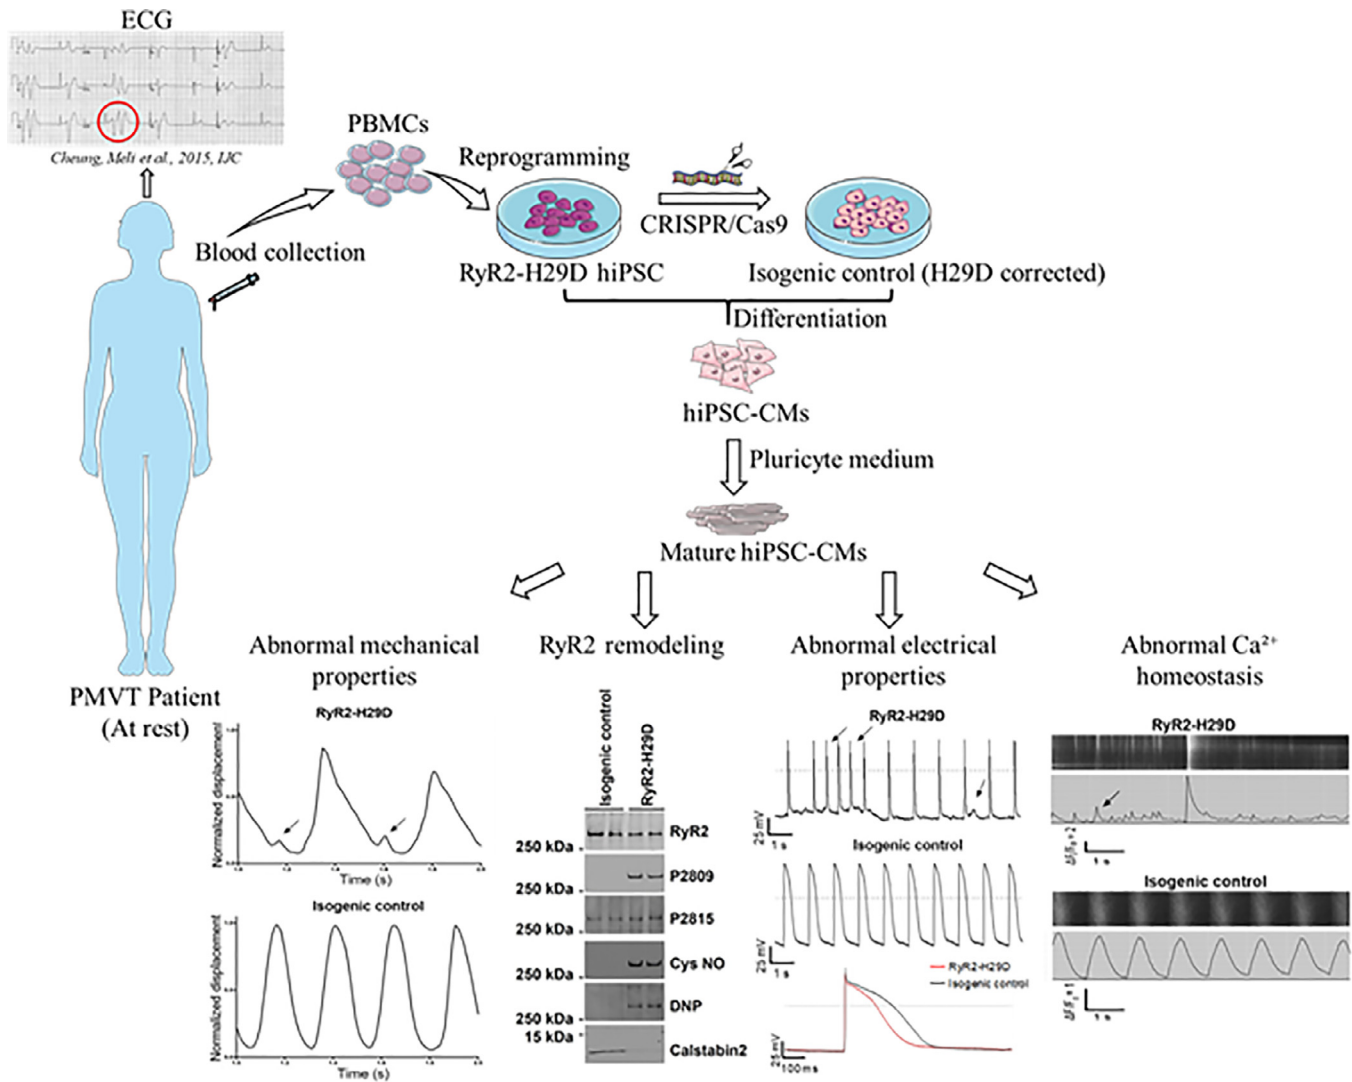 ECG
Cheung, Meli et al., 2015, IJC
PBMCs
Reprogramming
Blood collection
CRISPR/Cas9
RyR2-H29D hiPSC
Isogenic control (H29D corrected)
Differentiation
hiPSC-CMs
Pluricyte medium
Mature hiPSC-CMs
PMVT Patient
(At rest)
Abnormal mechanical
properties
RyR2-H29D
Normalized displacement
Time (s)
Isogenic control
Normalized displacement
Time (s)
RyR2 remodeling
Isogenic control
RyR2-H29D
RyR2
250 kDa
P2809
250 kDa
P2815
250 kDa
Cys NO
250 kDa
DNP
250 kDa
15 kDa
Calstabin2
Abnormal electrical
properties
RyR2-H29D
25 mV
1 s
Isogenic control
25 mV
1 s
RyR2-H29D
Isogenic control
25 mV
100 ms
Abnormal Ca²⁺
homeostasis
RyR2-H29D
1 s
Isogenic control
1 s